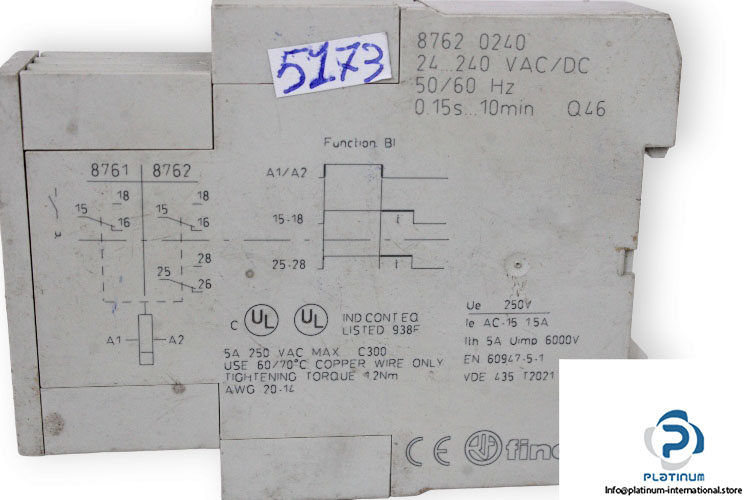 5173
8762 0240
24...240 VAC/DC
50/60 Hz
0.15s...10min Q46
Function BI
8761 8762
A1/A2
15-18
25-28
t
t
18
15
16
18
15
16
28
25
26
A1 A2
C UL UL
IND CONT EQ
LISTED 938F
5A 250 VAC MAX C300
USE 60/70°C COPPER WIRE ONLY
TIGHTENING TORQUE 1.2Nm
AWG 20-14
Ue 250V
Ie AC-15 1.5A
Ith 5A Uimp 6000V
EN 60947-5-1
VDE 435 T2021
CE
P
PLATINUM
Info@platinum-international.store